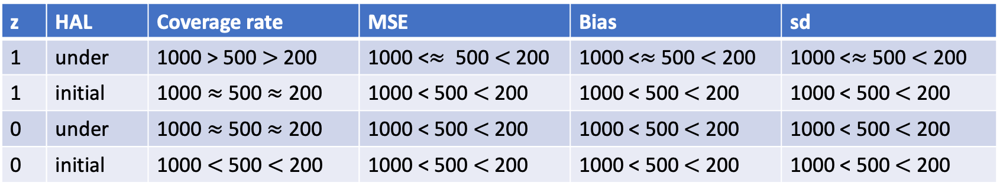 z HAL Coverage rate MSE Bias sd
1 under 1000 > 500 > 200 1000 <≈ 500 < 200 1000 <≈ 500 < 200 1000 <≈ 500 < 200
1 initial 1000 ≈ 500 ≈ 200 1000 < 500 < 200 1000 < 500 < 200 1000 < 500 < 200
0 under 1000 ≈ 500 ≈ 200 1000 < 500 < 200 1000 < 500 < 200 1000 < 500 < 200
0 initial 1000 < 500 < 200 1000 < 500 < 200 1000 < 500 < 200 1000 < 500 < 200